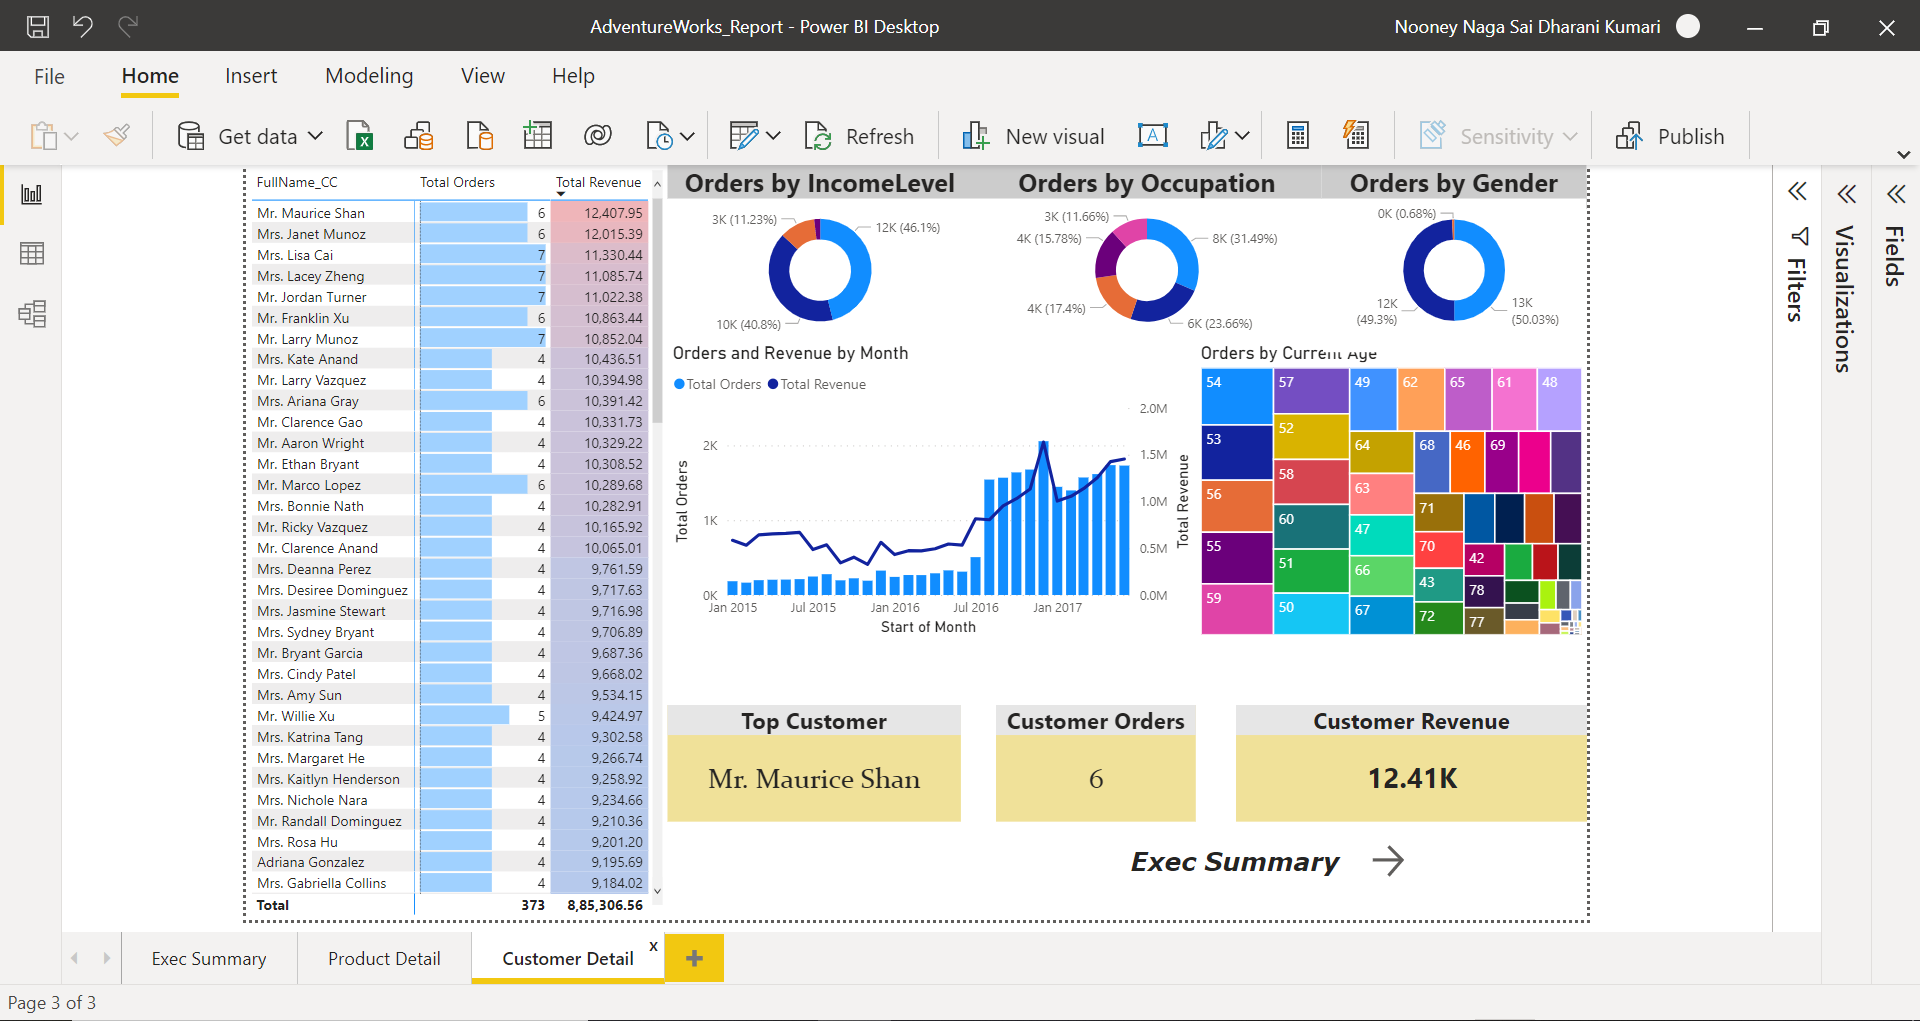 AdventureWorks_Report - Power BI Desktop
Nooney Naga Sai Dharani Kumari
File Home Insert Modeling View Help
Get data
Refresh
New visual
A
Sensitivity
Publish
FullName_CC Total Orders Total Revenue
Mr. Maurice Shan 6 12,407.95
Mrs. Janet Munoz 6 12,015.39
Mrs. Lisa Cai 7 11,330.44
Mrs. Lacey Zheng 7 11,085.74
Mr. Jordan Turner 7 11,022.38
Mr. Franklin Xu 6 10,863.44
Mr. Larry Munoz 7 10,852.04
Mrs. Kate Anand 4 10,436.51
Mr. Larry Vazquez 4 10,394.98
Mrs. Ariana Gray 6 10,391.42
Mr. Clarence Gao 4 10,331.73
Mr. Aaron Wright 4 10,329.22
Mr. Ethan Bryant 4 10,308.52
Mr. Marco Lopez 6 10,289.68
Mrs. Bonnie Nath 4 10,282.91
Mr. Ricky Vazquez 4 10,165.92
Mr. Clarence Anand 4 10,065.01
Mrs. Deanna Perez 4 9,761.59
Mrs. Desiree Dominguez 4 9,717.63
Mrs. Jasmine Stewart 4 9,716.98
Mrs. Sydney Bryant 4 9,706.89
Mr. Bryant Garcia 4 9,687.36
Mrs. Cindy Patel 4 9,668.02
Mrs. Amy Sun 4 9,534.15
Mr. Willie Xu 5 9,424.97
Mrs. Katrina Tang 4 9,302.58
Mrs. Margaret He 4 9,266.74
Mrs. Kaitlyn Henderson 4 9,258.92
Mrs. Nichole Nara 4 9,234.66
Mr. Randall Dominguez 4 9,210.36
Mrs. Rosa Hu 4 9,201.20
Adriana Gonzalez 4 9,195.69
Mrs. Gabriella Collins 4 9,184.02
Total 373 8,85,306.56
Orders by IncomeLevel
3K (11.23%)
12K (46.1%)
10K (40.8%)
Orders by Occupation
3K (11.66%)
4K (15.78%)
8K (31.49%)
4K (17.4%)
6K (23.66%)
Orders by Gender
0K (0.68%)
12K
(49.3%)
13K
(50.03%)
Orders and Revenue by Month
Total Orders Total Revenue
2.0M
2K
1.5M
1.0M
1K
0.5M
0K
0.0M
Total Orders
Total Revenue
Jan 2015 Jul 2015 Jan 2016 Jul 2016 Jan 2017
Start of Month
Orders by Current Age
54 57 49 62 65 61 48
53 52 64 68 46 69
56 58 63 71
60 47 70
55 51 66 42
43 78
59 50 67 72 77
Top Customer
Mr. Maurice Shan
Customer Orders
6
Customer Revenue
12.41K
Exec Summary
Filters
Visualizations
Fields
Exec Summary
Product Detail
Customer Detail
x
Page 3 of 3